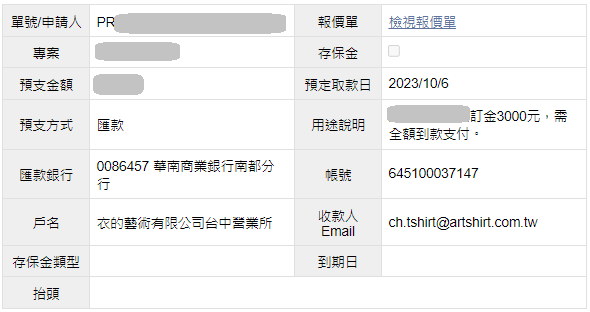 單號/申請人 PR 報價單 檢視報價單
專案 存保金
預支金額 預定取款日 2023/10/6
預支方式 匯款 用途說明 訂金3000元，需
全額到款支付。
匯款銀行 0086457 華南商業銀行南都分
行 帳號 645100037147
戶名 衣的藝術有限公司台中營業所 收款人
Email ch.tshirt@artshirt.com.tw
存保金類型 到期日
抬頭